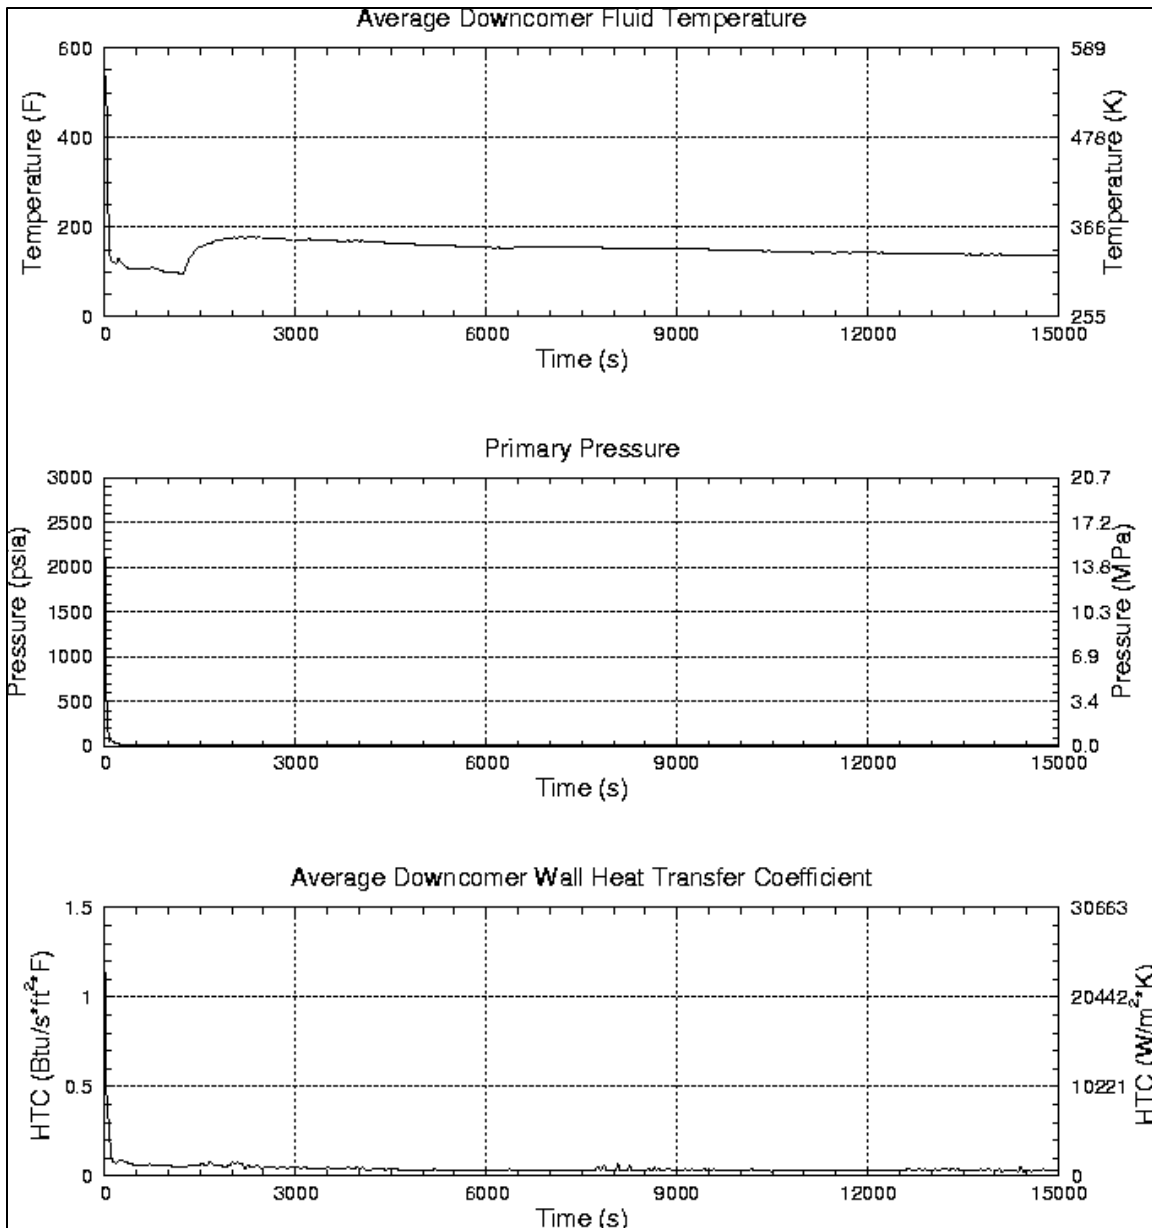 Average Downcomer Fluid Temperature
Temperature (F)
600
400
200
0
589
478
366
255
Temperature (K)
0 3000 6000 9000 12000 15000
Time (s)
Primary Pressure
Pressure (psia)
3000
2500
2000
1500
1000
500
0
20.7
17.2
13.8
10.3
6.9
3.4
0.0
Pressure (MPa)
0 3000 6000 9000 12000 15000
Time (s)
Average Downcomer Wall Heat Transfer Coefficient
HTC (Btu/s*ft²*F)
1.5
1
0.5
0
30663
20442
10221
0
HTC (W/m²*K)
0 3000 6000 9000 12000 15000
Time (s)